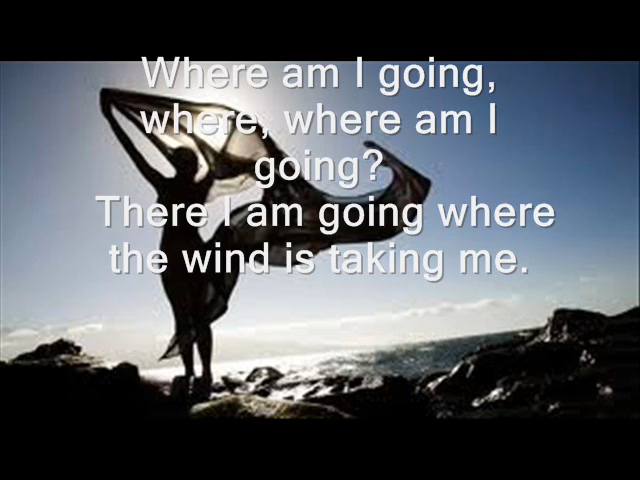 Where am I going,
where, where am I
going?
There I am going where
the wind is taking me.